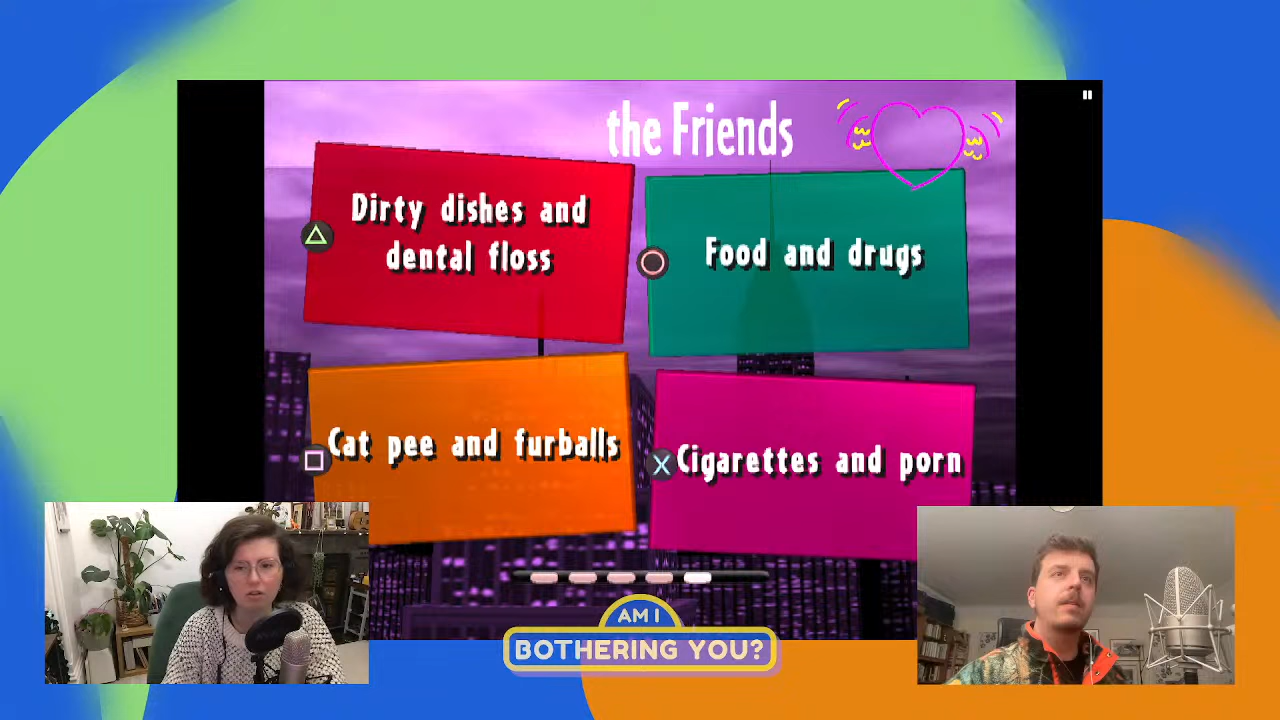 the Friends
Dirty dishes and
dental floss
Food and drugs
Cat pee and furballs
Cigarettes and porn
AM I
BOTHERING YOU?